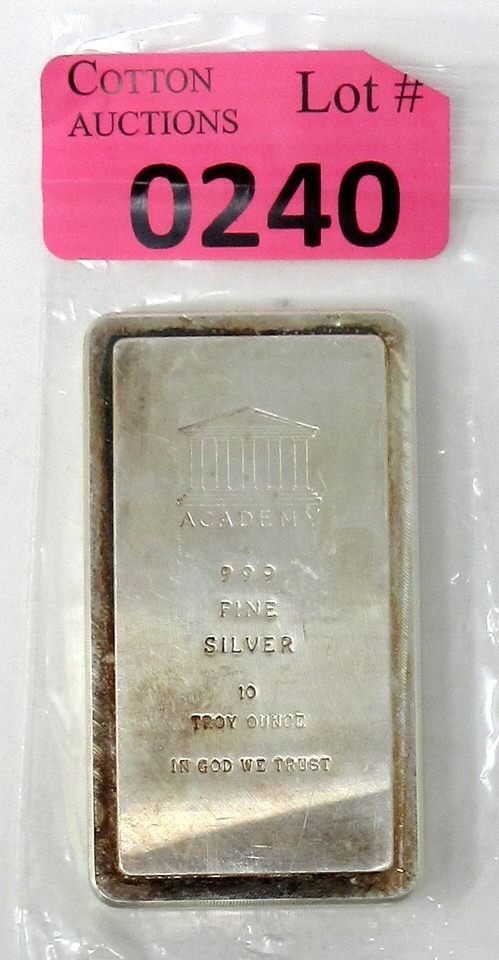 COTTON
AUCTIONS
Lot #
0240
ACADEMY
999
FINE
SILVER
10
TROY OUNCE
IN GOD WE TRUST